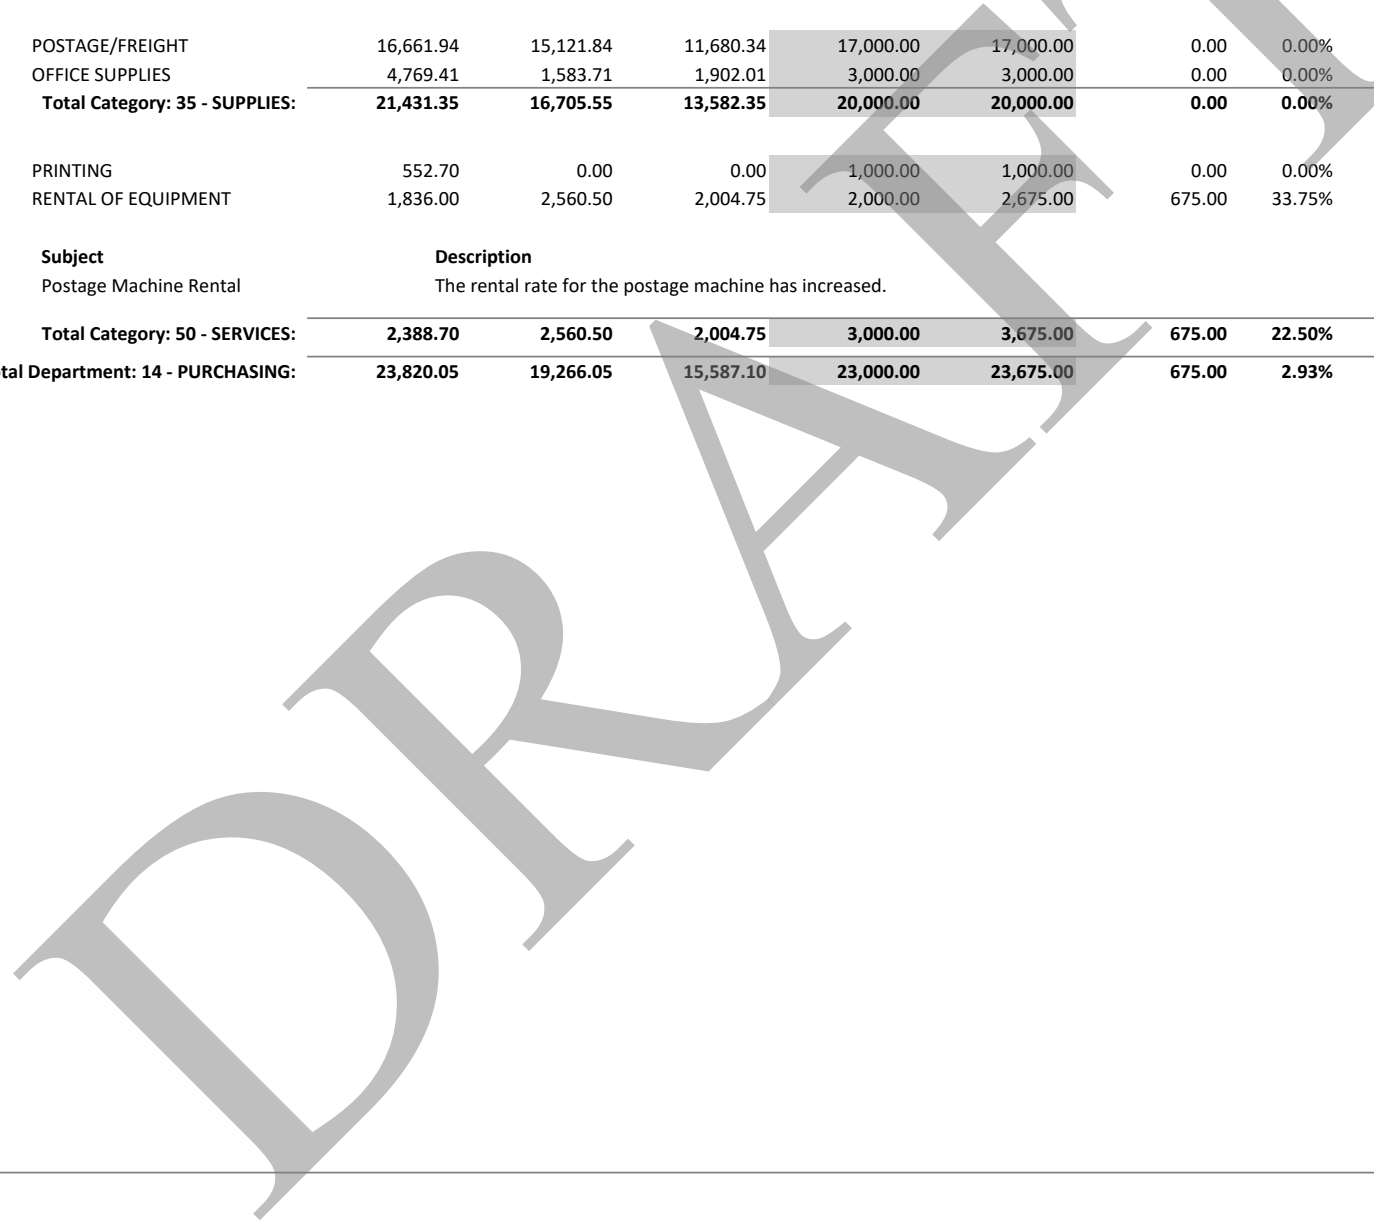 POSTAGE/FREIGHT 16,661.94 15,121.84 11,680.34 17,000.00 17,000.00 0.00 0.00%
OFFICE SUPPLIES 4,769.41 1,583.71 1,902.01 3,000.00 3,000.00 0.00 0.00%
Total Category: 35 - SUPPLIES: 21,431.35 16,705.55 13,582.35 20,000.00 20,000.00 0.00 0.00%
PRINTING 552.70 0.00 0.00 1,000.00 1,000.00 0.00 0.00%
RENTAL OF EQUIPMENT 1,836.00 2,560.50 2,004.75 2,000.00 2,675.00 675.00 33.75%
Subject Description
Postage Machine Rental The rental rate for the postage machine has increased.
Total Category: 50 - SERVICES: 2,388.70 2,560.50 2,004.75 3,000.00 3,675.00 675.00 22.50%
tal Department: 14 - PURCHASING: 23,820.05 19,266.05 15,587.10 23,000.00 23,675.00 675.00 2.93%
DRAFT